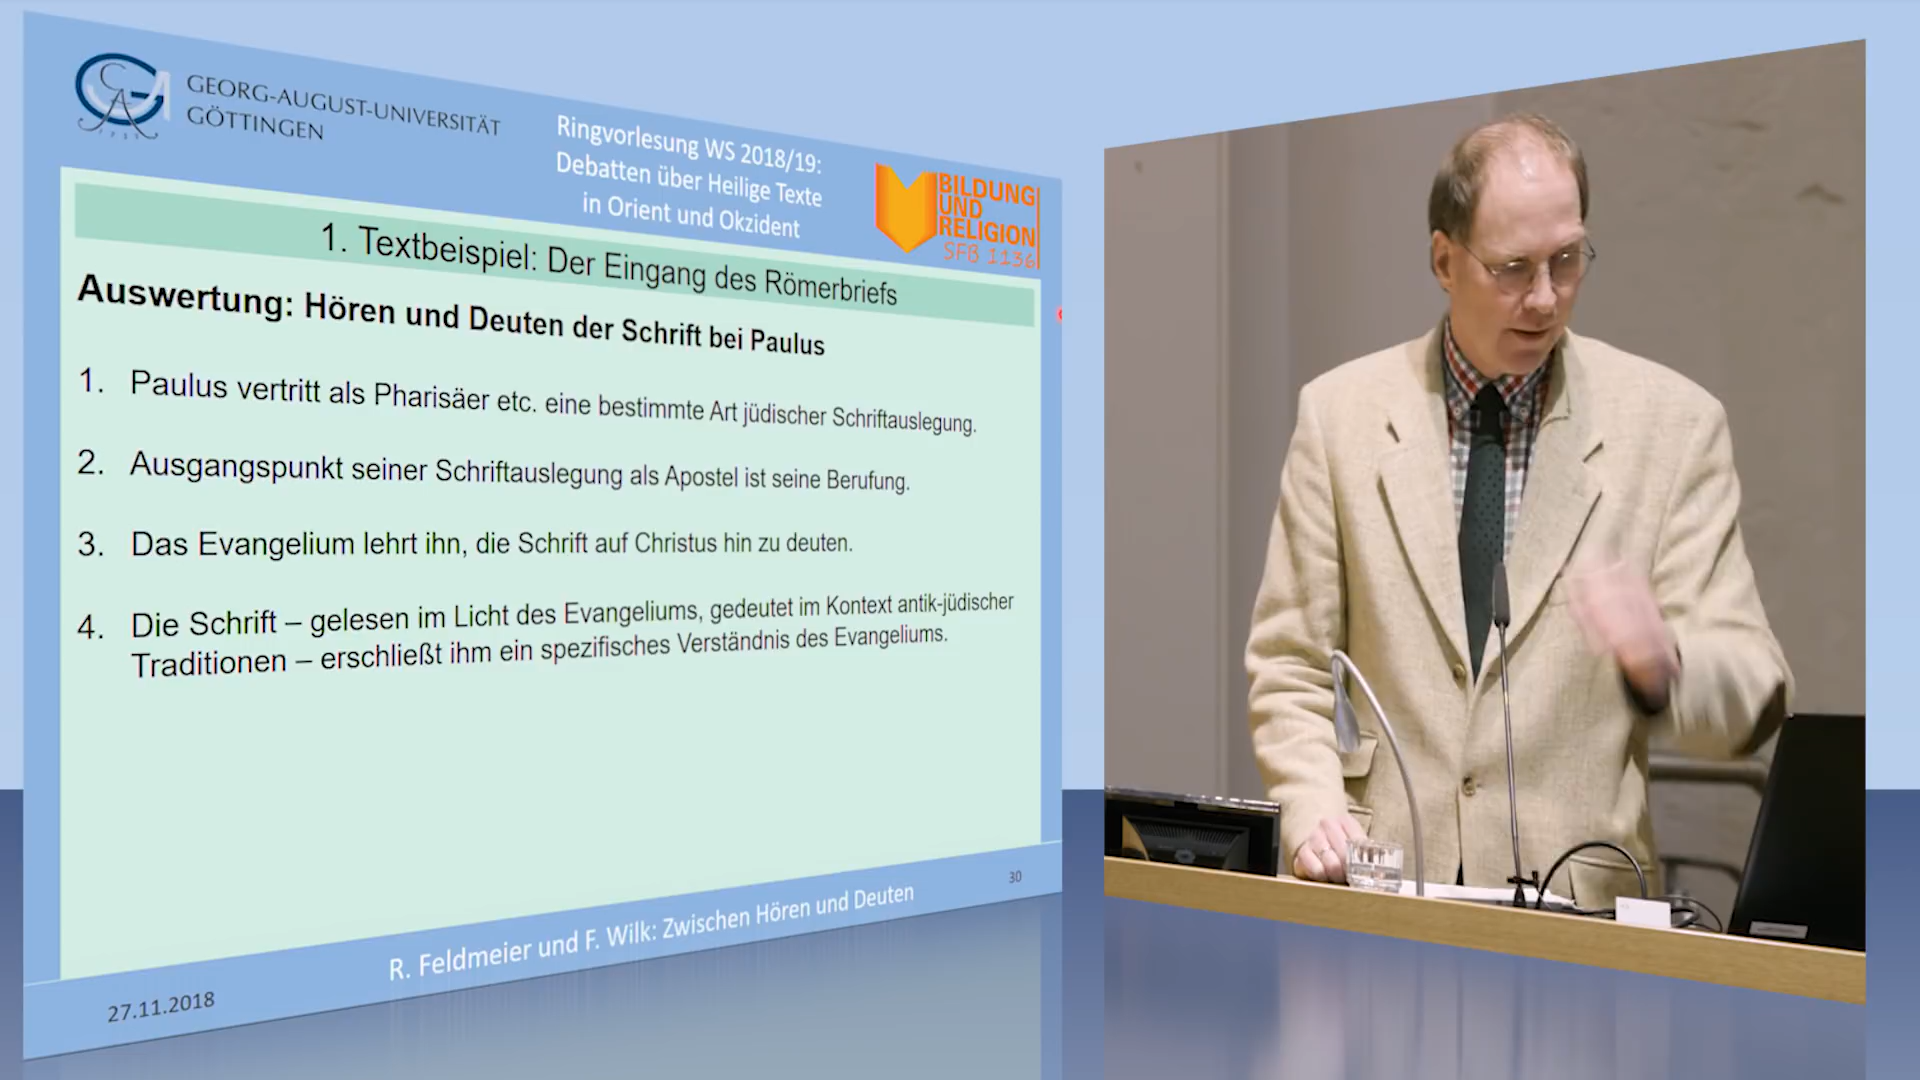 GEORG-AUGUST-UNIVERSITÄT
GÖTTINGEN
Ringvorlesung WS 2018/19:
Debatten über Heilige Texte
in Orient und Okzident
BILDUNG
UND
RELIGION
SFB 1136
1. Textbeispiel: Der Eingang des Römerbriefs
Auswertung: Hören und Deuten der Schrift bei Paulus
1. Paulus vertritt als Pharisäer etc. eine bestimmte Art jüdischer Schriftauslegung.
2. Ausgangspunkt seiner Schriftauslegung als Apostel ist seine Berufung.
3. Das Evangelium lehrt ihn, die Schrift auf Christus hin zu deuten.
4. Die Schrift – gelesen im Licht des Evangeliums, gedeutet im Kontext antik-jüdischer
Traditionen – erschließt ihm ein spezifisches Verständnis des Evangeliums.
30
R. Feldmeier und F. Wilk: Zwischen Hören und Deuten
27.11.2018